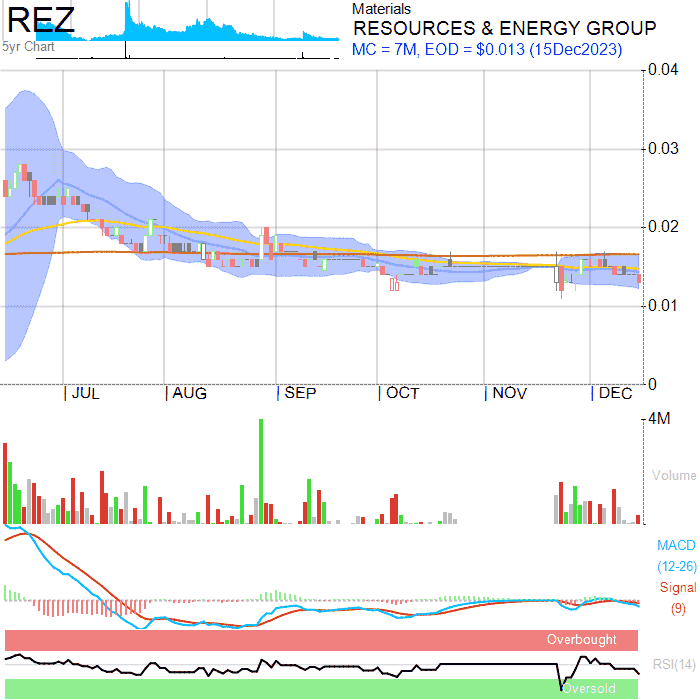 REZ
5yr Chart
Materials
RESOURCES & ENERGY GROUP
MC = 7M, EOD = $0.013 (15Dec2023)
0.04
0.03
0.02
0.01
0
JUL AUG SEP OCT NOV DEC
4M
Volume
MACD
(12-26)
Signal
(9)
Overbought
RSI(14)
Oversold